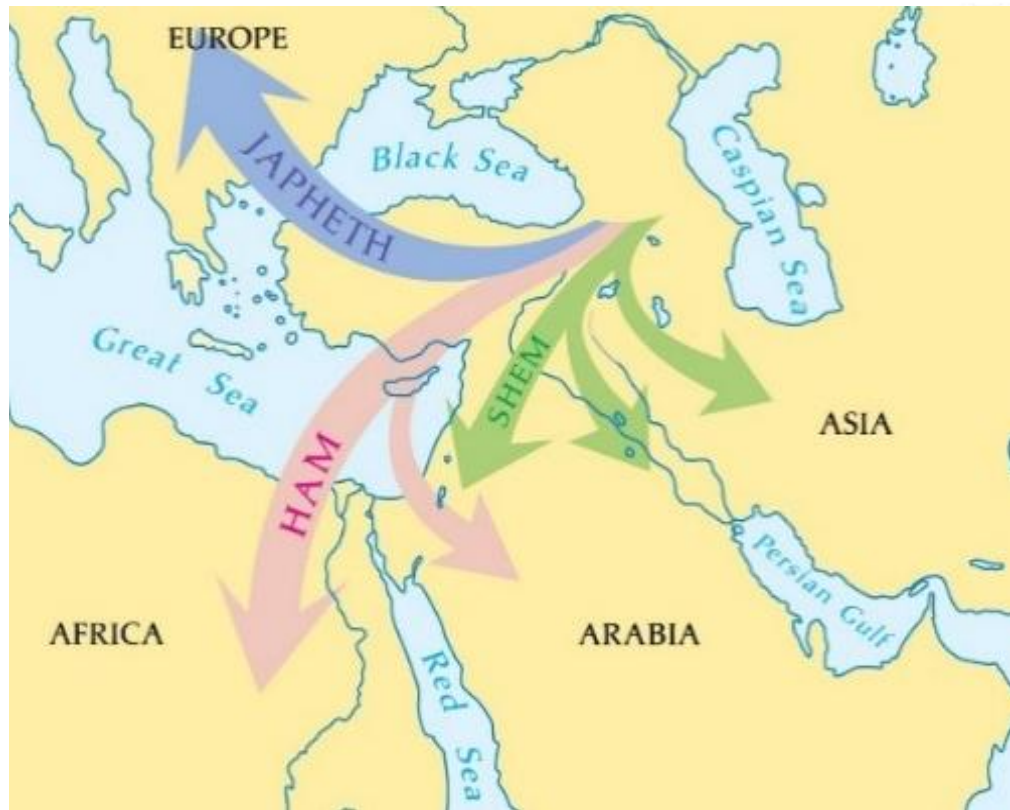 EUROPE
Black Sea
Caspian Sea
JAPHETH
Great Sea
SHEM
ASIA
HAM
Persian Gulf
AFRICA
ARABIA
Red Sea